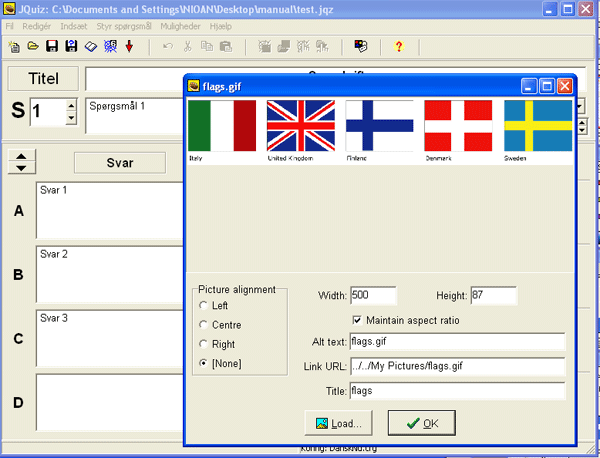 JQuiz: C:\Documents and Settings\NIOAN\Desktop\manual\test.jqz
Fil Redigér Indsæt Styr spørgsmål Muligheder Hjælp
Titel
S 1
Spørgsmål 1
Svar
A
Svar 1
B
Svar 2
C
Svar 3
D
flags.gif
Italy United Kingdom Finland Denmark Sweden
Picture alignment
Left
Centre
Right
[None]
Width: 500 Height: 87
Maintain aspect ratio
Alt text: flags.gif
Link URL: ../../My Pictures/flags.gif
Title: flags
Load... OK